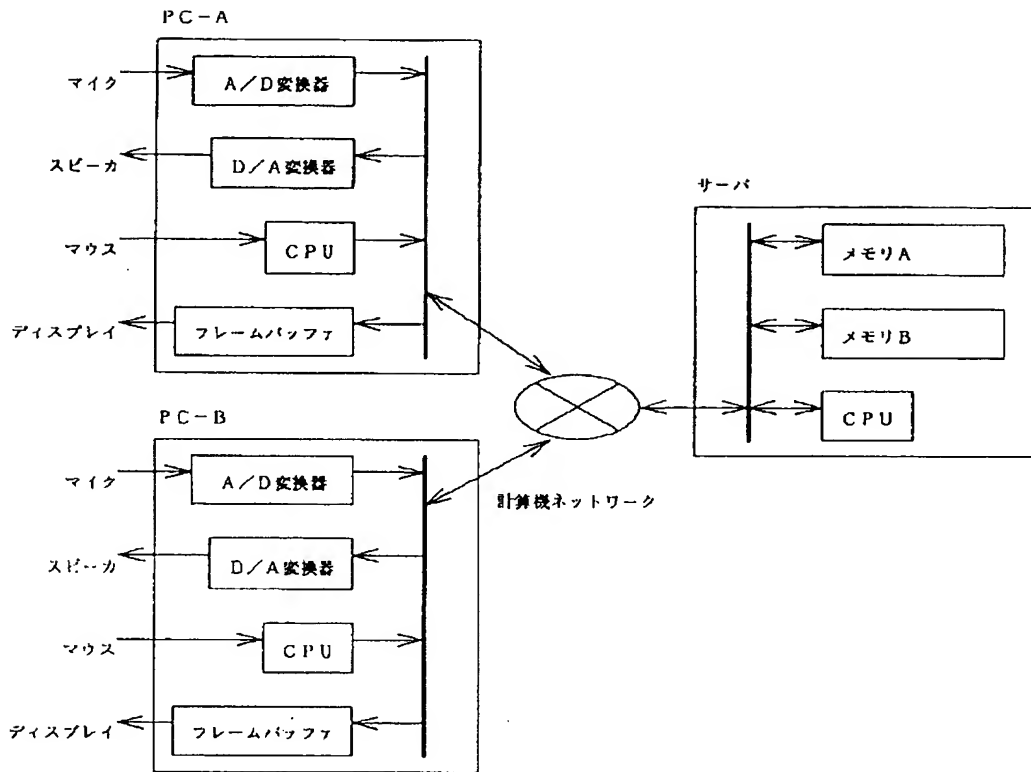 PC-A
マイク
A/D変換器
スピーカ
D/A変換器
マウス
CPU
ディスプレイ
フレームバッファ
サーバ
メモリA
メモリB
CPU
計算機ネットワーク
PC-B
マイク
A/D変換器
スピーカ
D/A変換器
マウス
CPU
ディスプレイ
フレームバッファ